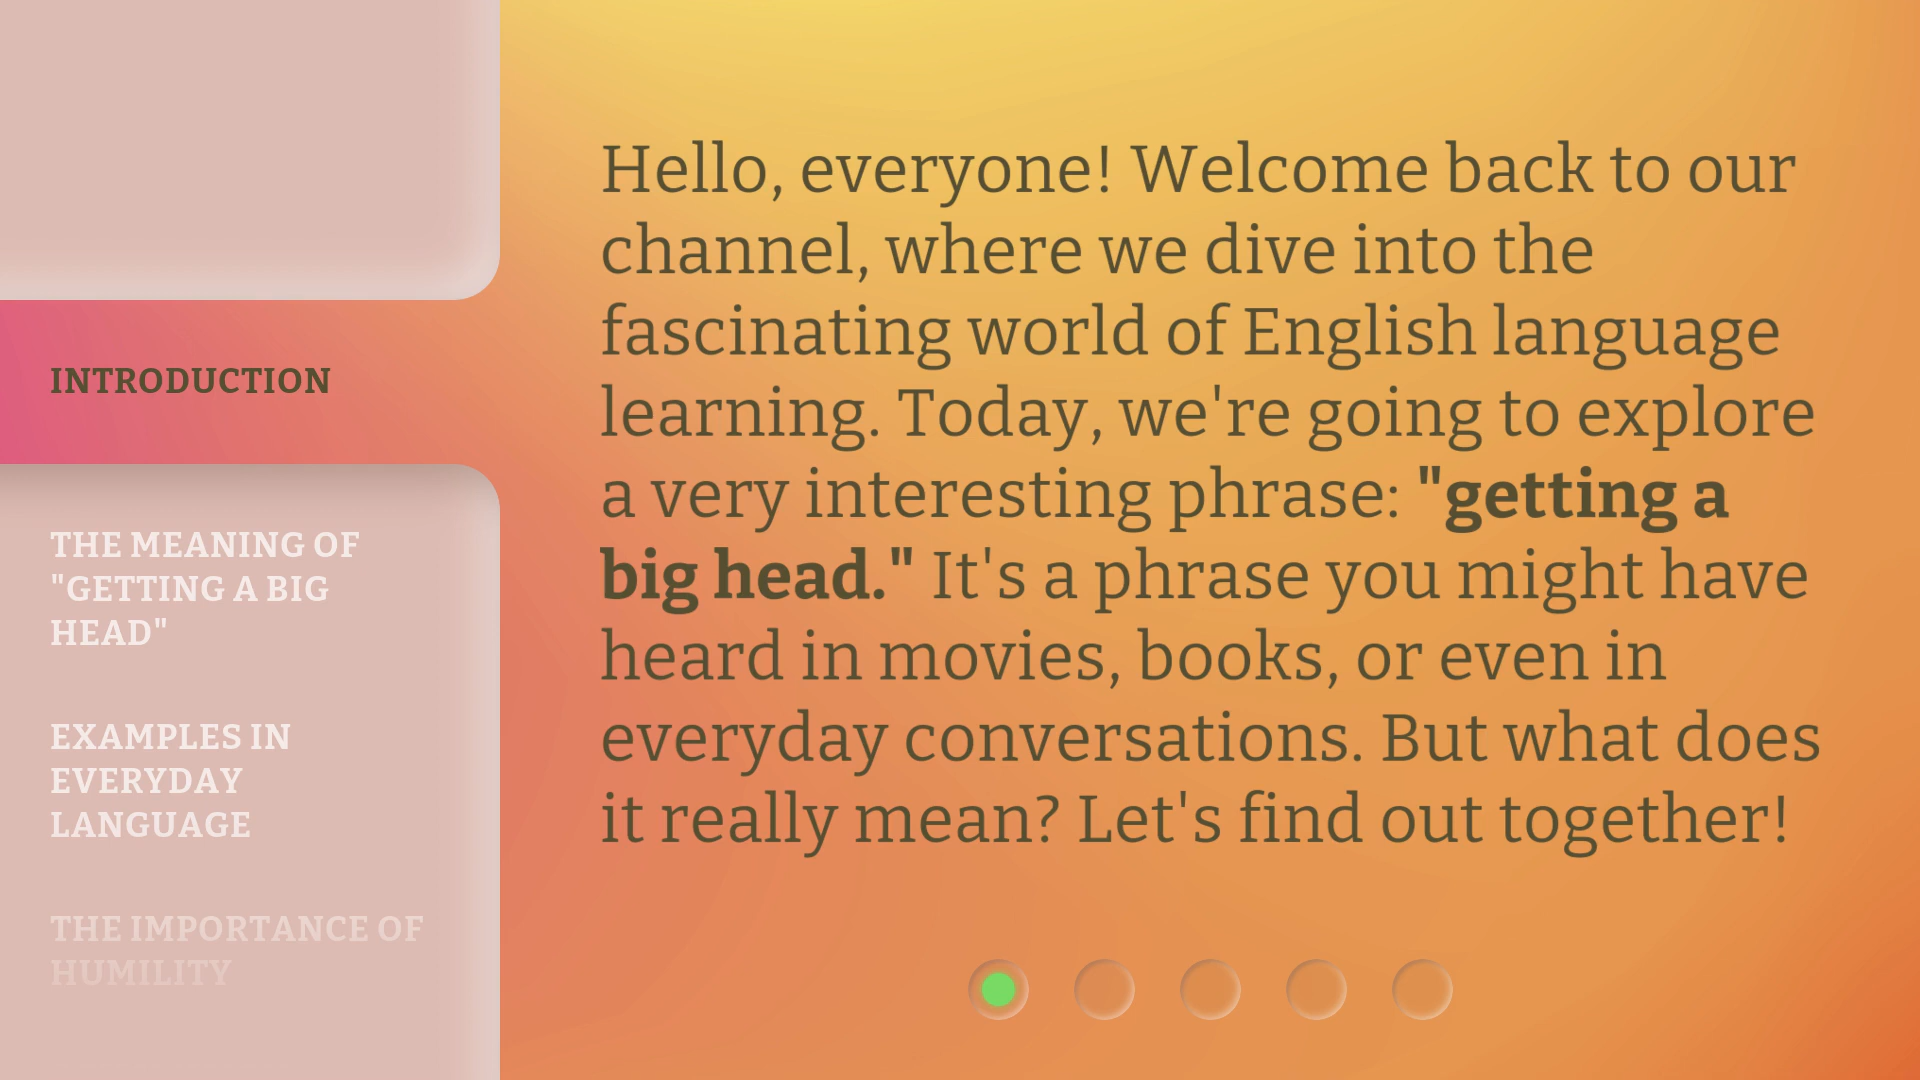 INTRODUCTION
THE MEANING OF
"GETTING A BIG
HEAD"
EXAMPLES IN
EVERYDAY
LANGUAGE
THE IMPORTANCE OF
HUMILITY
Hello, everyone! Welcome back to our
channel, where we dive into the
fascinating world of English language
learning. Today, we're going to explore
a very interesting phrase: "getting a
big head." It's a phrase you might have
heard in movies, books, or even in
everyday conversations. But what does
it really mean? Let's find out together!